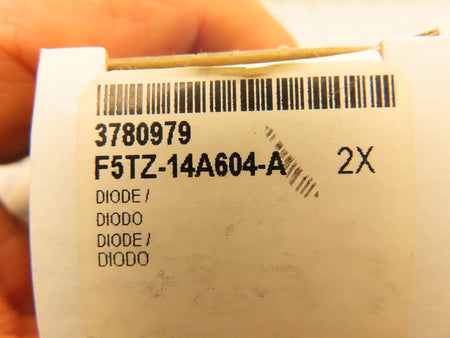 3780979
F5TZ-14A604-A 2X
DIODE /
DIODO
DIODE /
DIODO